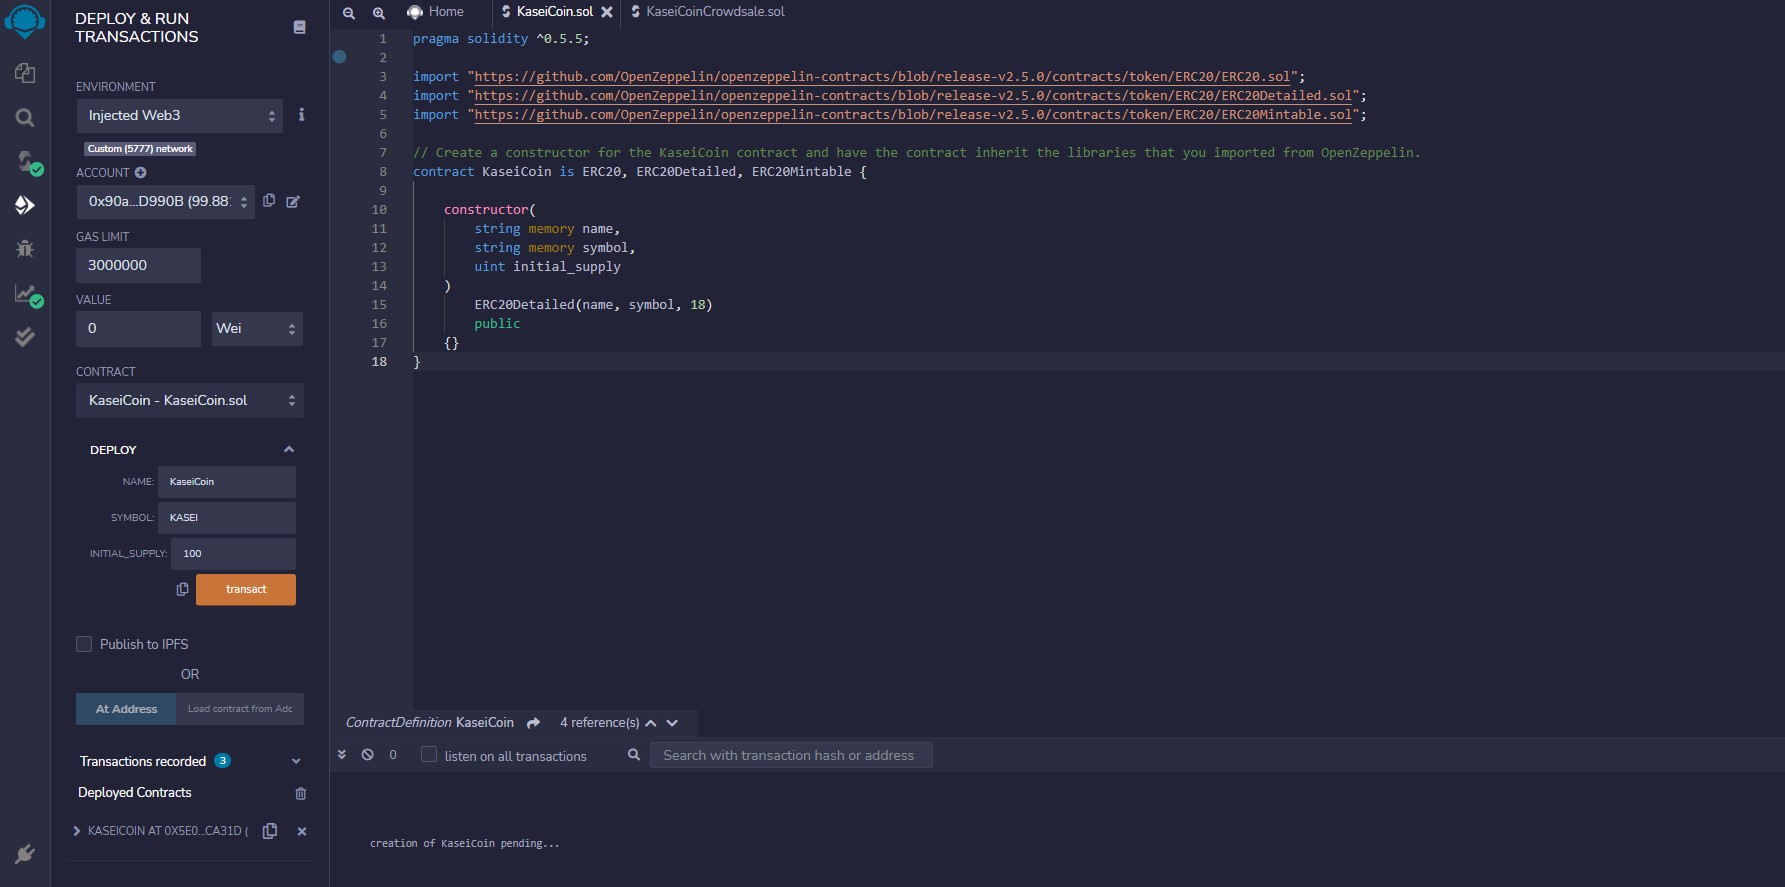 DEPLOY & RUN
TRANSACTIONS
ENVIRONMENT
Injected Web3
Custom (5777) network
ACCOUNT
0x90a...D990B (99.88:
GAS LIMIT
3000000
VALUE
0
Wei
CONTRACT
KaseiCoin - KaseiCoin.sol
DEPLOY
NAME: KaseiCoin
SYMBOL: KASEI
INITIAL_SUPPLY: 100
transact
Publish to IPFS
OR
At Address Load contract from Adc
Transactions recorded 3
Deployed Contracts
KASEICOIN AT 0X5E0...CA31D (
Home KaseiCoin.sol KaseiCoinCrowdsale.sol
1 pragma solidity ^0.5.5;
2
3 import "https://github.com/OpenZeppelin/openzeppelin-contracts/blob/release-v2.5.0/contracts/token/ERC20/ERC20.sol";
4 import "https://github.com/OpenZeppelin/openzeppelin-contracts/blob/release-v2.5.0/contracts/token/ERC20/ERC20Detailed.sol";
5 import "https://github.com/OpenZeppelin/openzeppelin-contracts/blob/release-v2.5.0/contracts/token/ERC20/ERC20Mintable.sol";
6
7 // Create a constructor for the KaseiCoin contract and have the contract inherit the libraries that you imported from OpenZeppelin.
8 contract KaseiCoin is ERC20, ERC20Detailed, ERC20Mintable {
9
10 constructor(
11 string memory name,
12 string memory symbol,
13 uint initial_supply
14 )
15 ERC20Detailed(name, symbol, 18)
16 public
17 {}
18 }
ContractDefinition KaseiCoin 4 reference(s)
0 listen on all transactions Search with transaction hash or address
creation of KaseiCoin pending...